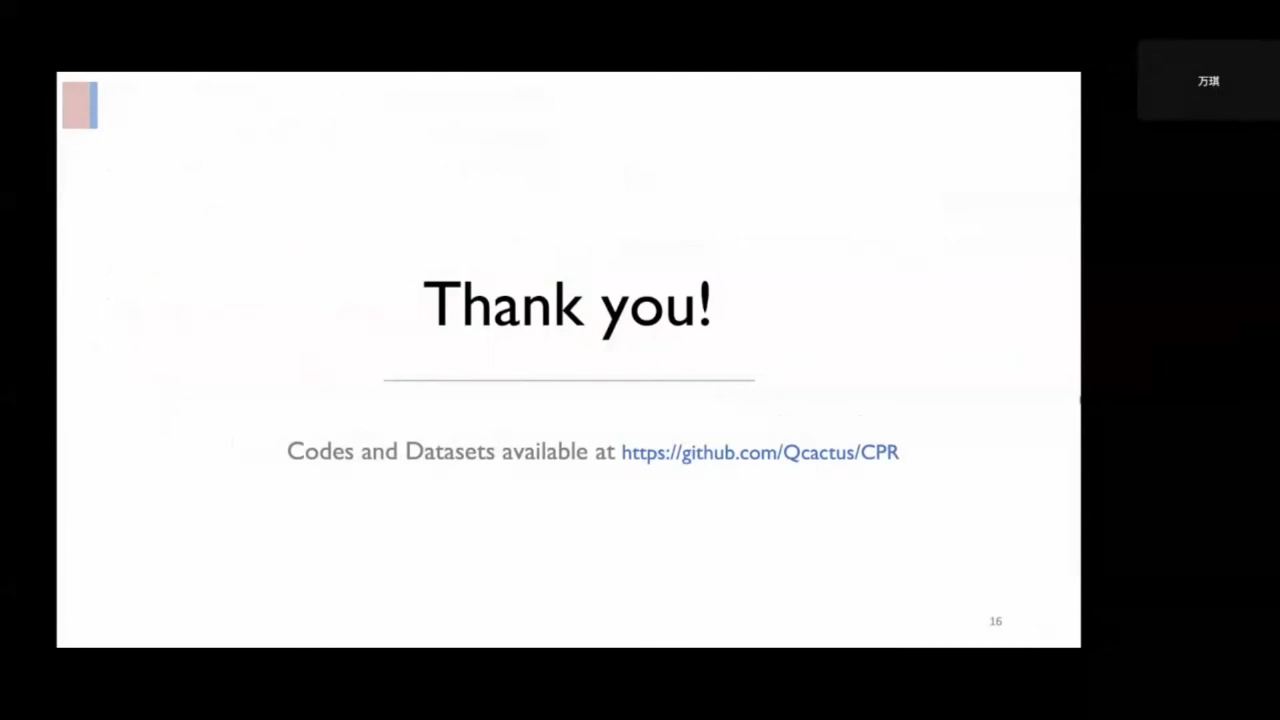 万琪
Thank you!
Codes and Datasets available at https://github.com/Qcactus/CPR
16